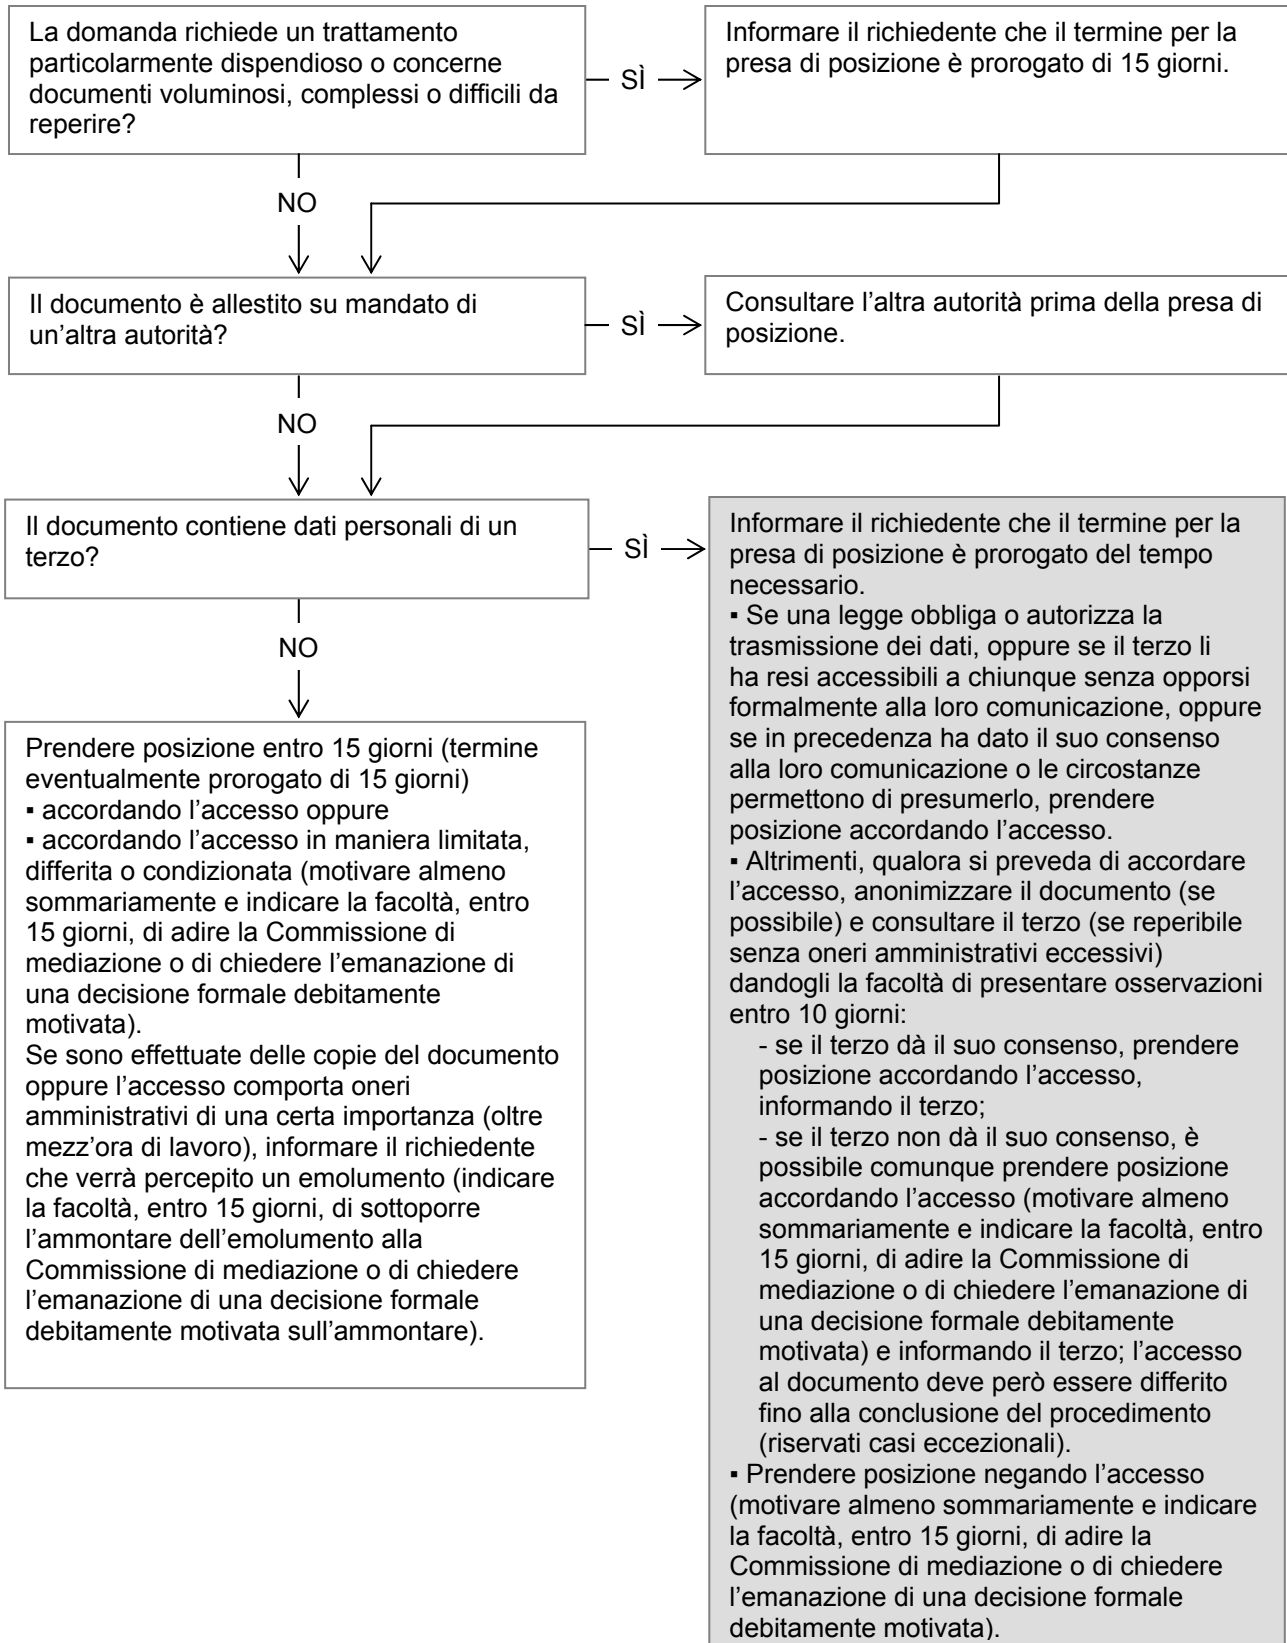 La domanda richiede un trattamento
particolarmente dispendioso o concerne
documenti voluminosi, complessi o difficili da
reperire?
SÌ
Informare il richiedente che il termine per la
presa di posizione è prorogato di 15 giorni.
NO
Il documento è allestito su mandato di
un’altra autorità?
SÌ
Consultare l’altra autorità prima della presa di
posizione.
NO
Il documento contiene dati personali di un
terzo?
SÌ
Informare il richiedente che il termine per la
presa di posizione è prorogato del tempo
necessario.
▪ Se una legge obbliga o autorizza la
trasmissione dei dati, oppure se il terzo li
ha resi accessibili a chiunque senza opporsi
formalmente alla loro comunicazione, oppure
se in precedenza ha dato il suo consenso
alla loro comunicazione o le circostanze
permettono di presumerlo, prendere
posizione accordando l’accesso.
▪ Altrimenti, qualora si preveda di accordare
l’accesso, anonimizzare il documento (se
possibile) e consultare il terzo (se reperibile
senza oneri amministrativi eccessivi)
dandogli la facoltà di presentare osservazioni
entro 10 giorni:
- se il terzo dà il suo consenso, prendere
posizione accordando l’accesso,
informando il terzo;
- se il terzo non dà il suo consenso, è
possibile comunque prendere posizione
accordando l’accesso (motivare almeno
sommariamente e indicare la facoltà, entro
15 giorni, di adire la Commissione di
mediazione o di chiedere l’emanazione di
una decisione formale debitamente
motivata) e informando il terzo; l’accesso
al documento deve però essere differito
fino alla conclusione del procedimento
(riservati casi eccezionali).
▪ Prendere posizione negando l’accesso
(motivare almeno sommariamente e indicare
la facoltà, entro 15 giorni, di adire la
Commissione di mediazione o di chiedere
l’emanazione di una decisione formale
debitamente motivata).
NO
Prendere posizione entro 15 giorni (termine
eventualmente prorogato di 15 giorni)
▪ accordando l’accesso oppure
▪ accordando l’accesso in maniera limitata,
differita o condizionata (motivare almeno
sommariamente e indicare la facoltà, entro
15 giorni, di adire la Commissione di
mediazione o di chiedere l’emanazione di
una decisione formale debitamente
motivata).
Se sono effettuate delle copie del documento
oppure l’accesso comporta oneri
amministrativi di una certa importanza (oltre
mezz’ora di lavoro), informare il richiedente
che verrà percepito un emolumento (indicare
la facoltà, entro 15 giorni, di sottoporre
l’ammontare dell’emolumento alla
Commissione di mediazione o di chiedere
l’emanazione di una decisione formale
debitamente motivata sull’ammontare).